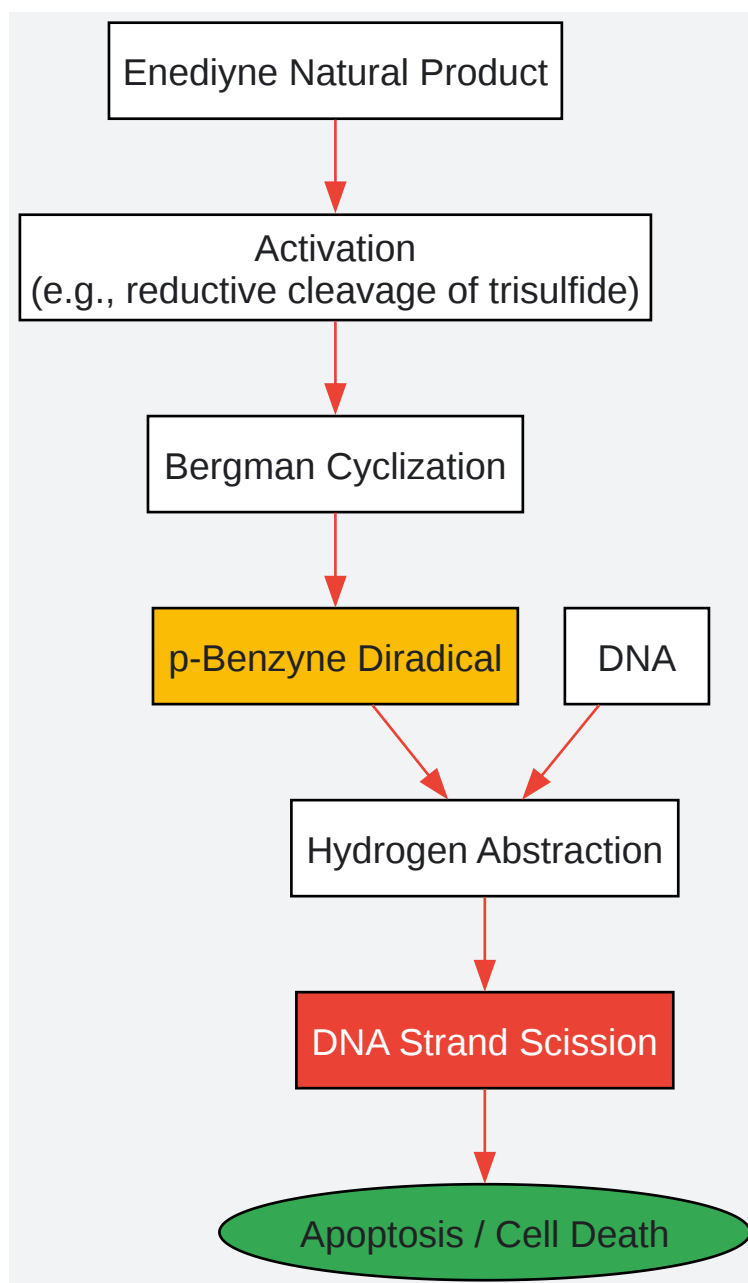 Enediyne Natural Product
Activation
(e.g., reductive cleavage of trisulfide)
Bergman Cyclization
p-Benzyne Diradical
DNA
Hydrogen Abstraction
DNA Strand Scission
Apoptosis / Cell Death